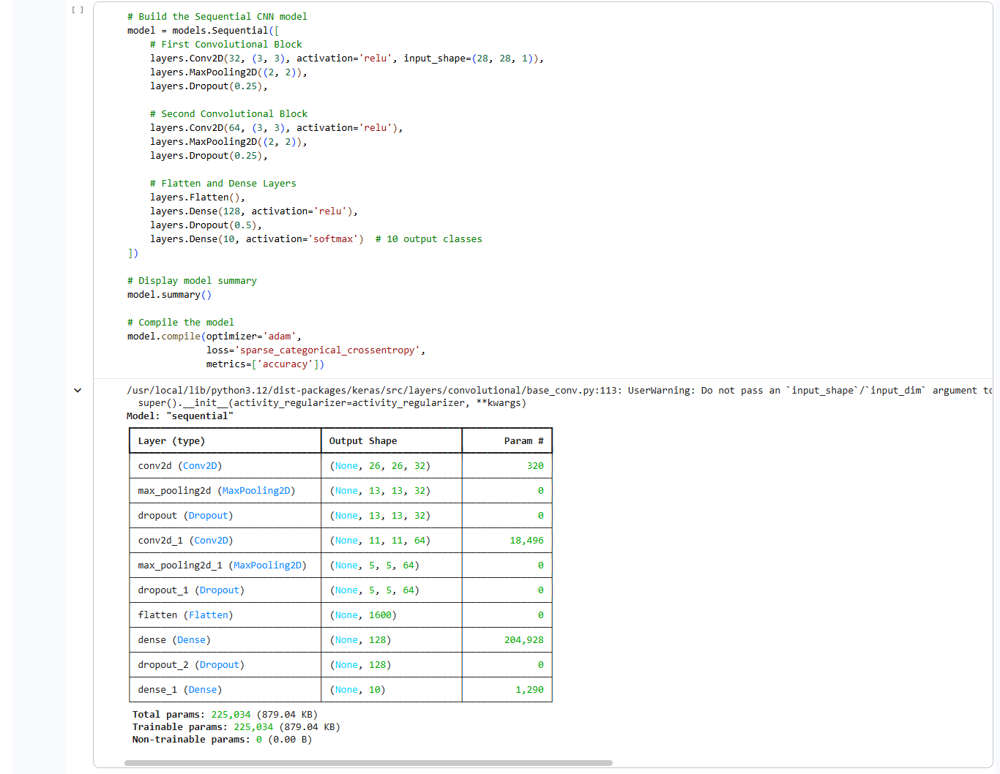 [ ]
# Build the Sequential CNN model
model = models.Sequential([
    # First Convolutional Block
    layers.Conv2D(32, (3, 3), activation='relu', input_shape=(28, 28, 1)),
    layers.MaxPooling2D((2, 2)),
    layers.Dropout(0.25),

    # Second Convolutional Block
    layers.Conv2D(64, (3, 3), activation='relu'),
    layers.MaxPooling2D((2, 2)),
    layers.Dropout(0.25),

    # Flatten and Dense Layers
    layers.Flatten(),
    layers.Dense(128, activation='relu'),
    layers.Dropout(0.5),
    layers.Dense(10, activation='softmax')  # 10 output classes
])

# Display model summary
model.summary()

# Compile the model
model.compile(optimizer='adam',
              loss='sparse_categorical_crossentropy',
              metrics=['accuracy'])
/usr/local/lib/python3.12/dist-packages/keras/src/layers/convolutional/base_conv.py:113: UserWarning: Do not pass an `input_shape`/`input_dim` argument to
  super().__init__(activity_regularizer=activity_regularizer, **kwargs)
Model: "sequential"
Layer (type) Output Shape Param #
conv2d (Conv2D) (None, 26, 26, 32) 320
max_pooling2d (MaxPooling2D) (None, 13, 13, 32) 0
dropout (Dropout) (None, 13, 13, 32) 0
conv2d_1 (Conv2D) (None, 11, 11, 64) 18,496
max_pooling2d_1 (MaxPooling2D) (None, 5, 5, 64) 0
dropout_1 (Dropout) (None, 5, 5, 64) 0
flatten (Flatten) (None, 1600) 0
dense (Dense) (None, 128) 204,928
dropout_2 (Dropout) (None, 128) 0
dense_1 (Dense) (None, 10) 1,290
Total params: 225,034 (879.04 KB)
Trainable params: 225,034 (879.04 KB)
Non-trainable params: 0 (0.00 B)